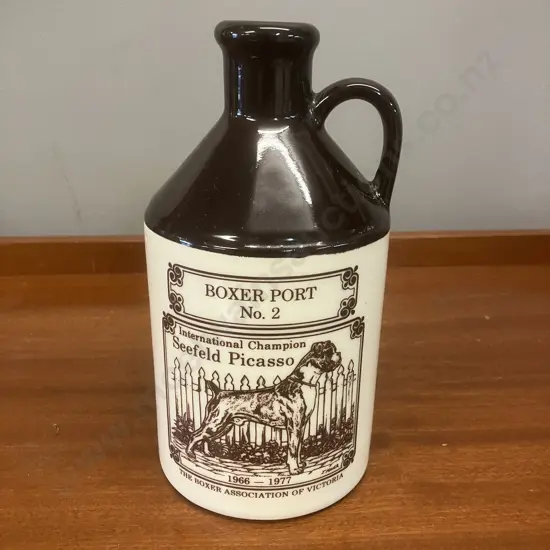 BOXER PORT
No. 2
International Champion
Seefeld Picasso
1966 — 1977
THE BOXER ASSOCIATION OF VICTORIA